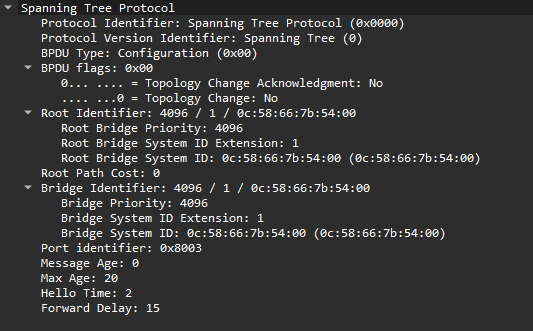 Spanning Tree Protocol
Protocol Identifier: Spanning Tree Protocol (0x0000)
Protocol Version Identifier: Spanning Tree (0)
BPDU Type: Configuration (0x00)
BPDU flags: 0x00
0... .... = Topology Change Acknowledgment: No
.... ...0 = Topology Change: No
Root Identifier: 4096 / 1 / 0c:58:66:7b:54:00
Root Bridge Priority: 4096
Root Bridge System ID Extension: 1
Root Bridge System ID: 0c:58:66:7b:54:00 (0c:58:66:7b:54:00)
Root Path Cost: 0
Bridge Identifier: 4096 / 1 / 0c:58:66:7b:54:00
Bridge Priority: 4096
Bridge System ID Extension: 1
Bridge System ID: 0c:58:66:7b:54:00 (0c:58:66:7b:54:00)
Port identifier: 0x8003
Message Age: 0
Max Age: 20
Hello Time: 2
Forward Delay: 15